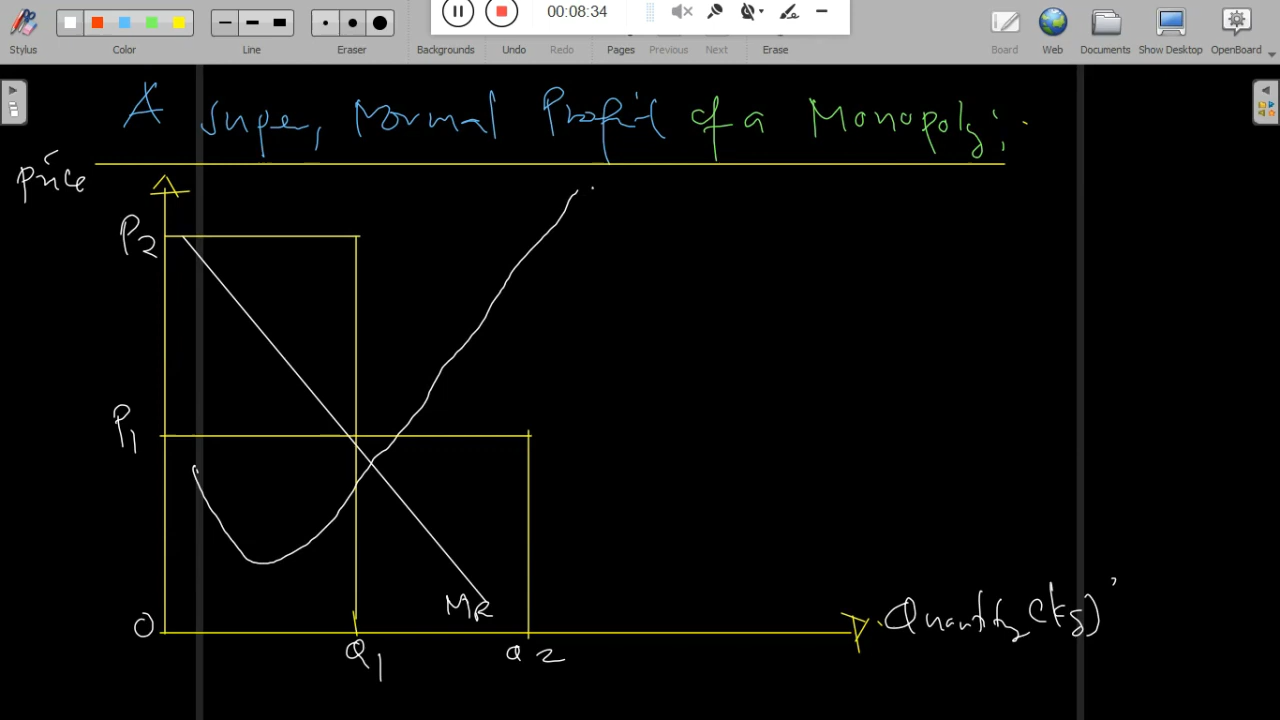 00:08:34
Stylus Color Line Eraser Backgrounds Undo Redo Pages Previous Next Erase Board Web Documents Show Desktop OpenBoard
A Super, Normal Profit of a Monopoly:
price
P2
P1
MR
O
Quantity (kg)
Q1
Q2